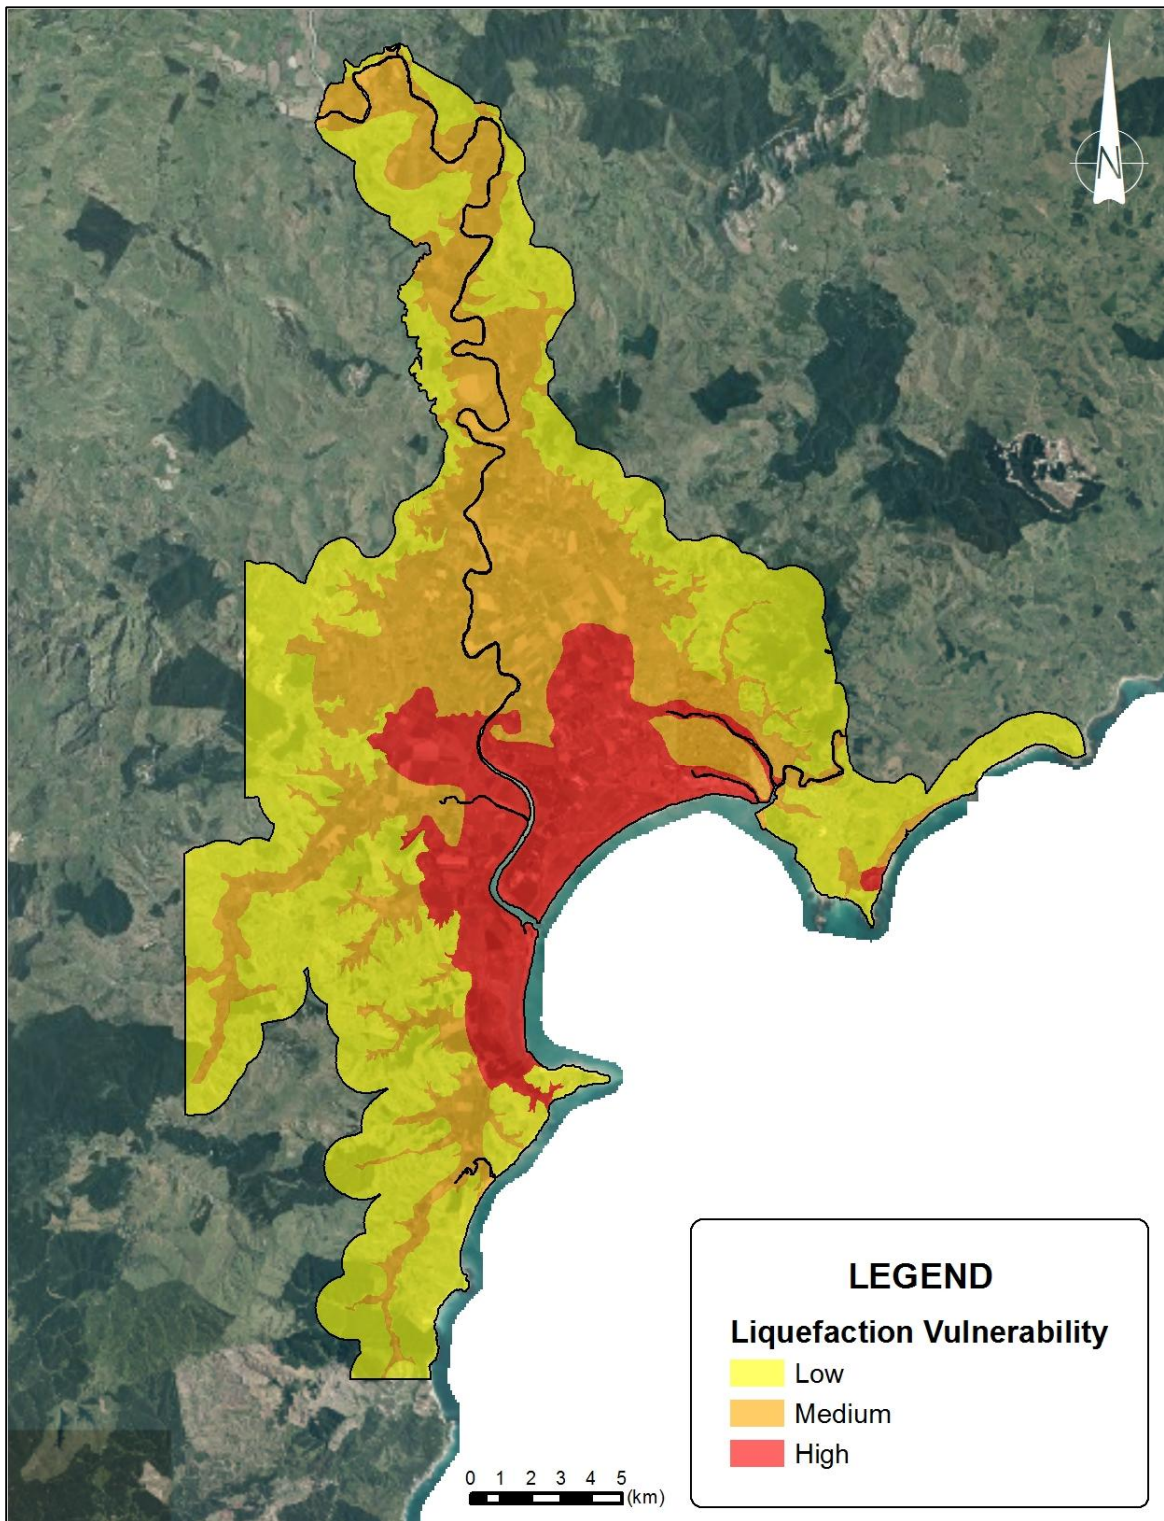 N
LEGEND
Liquefaction Vulnerability
Low
Medium
High
0 1 2 3 4 5
(km)